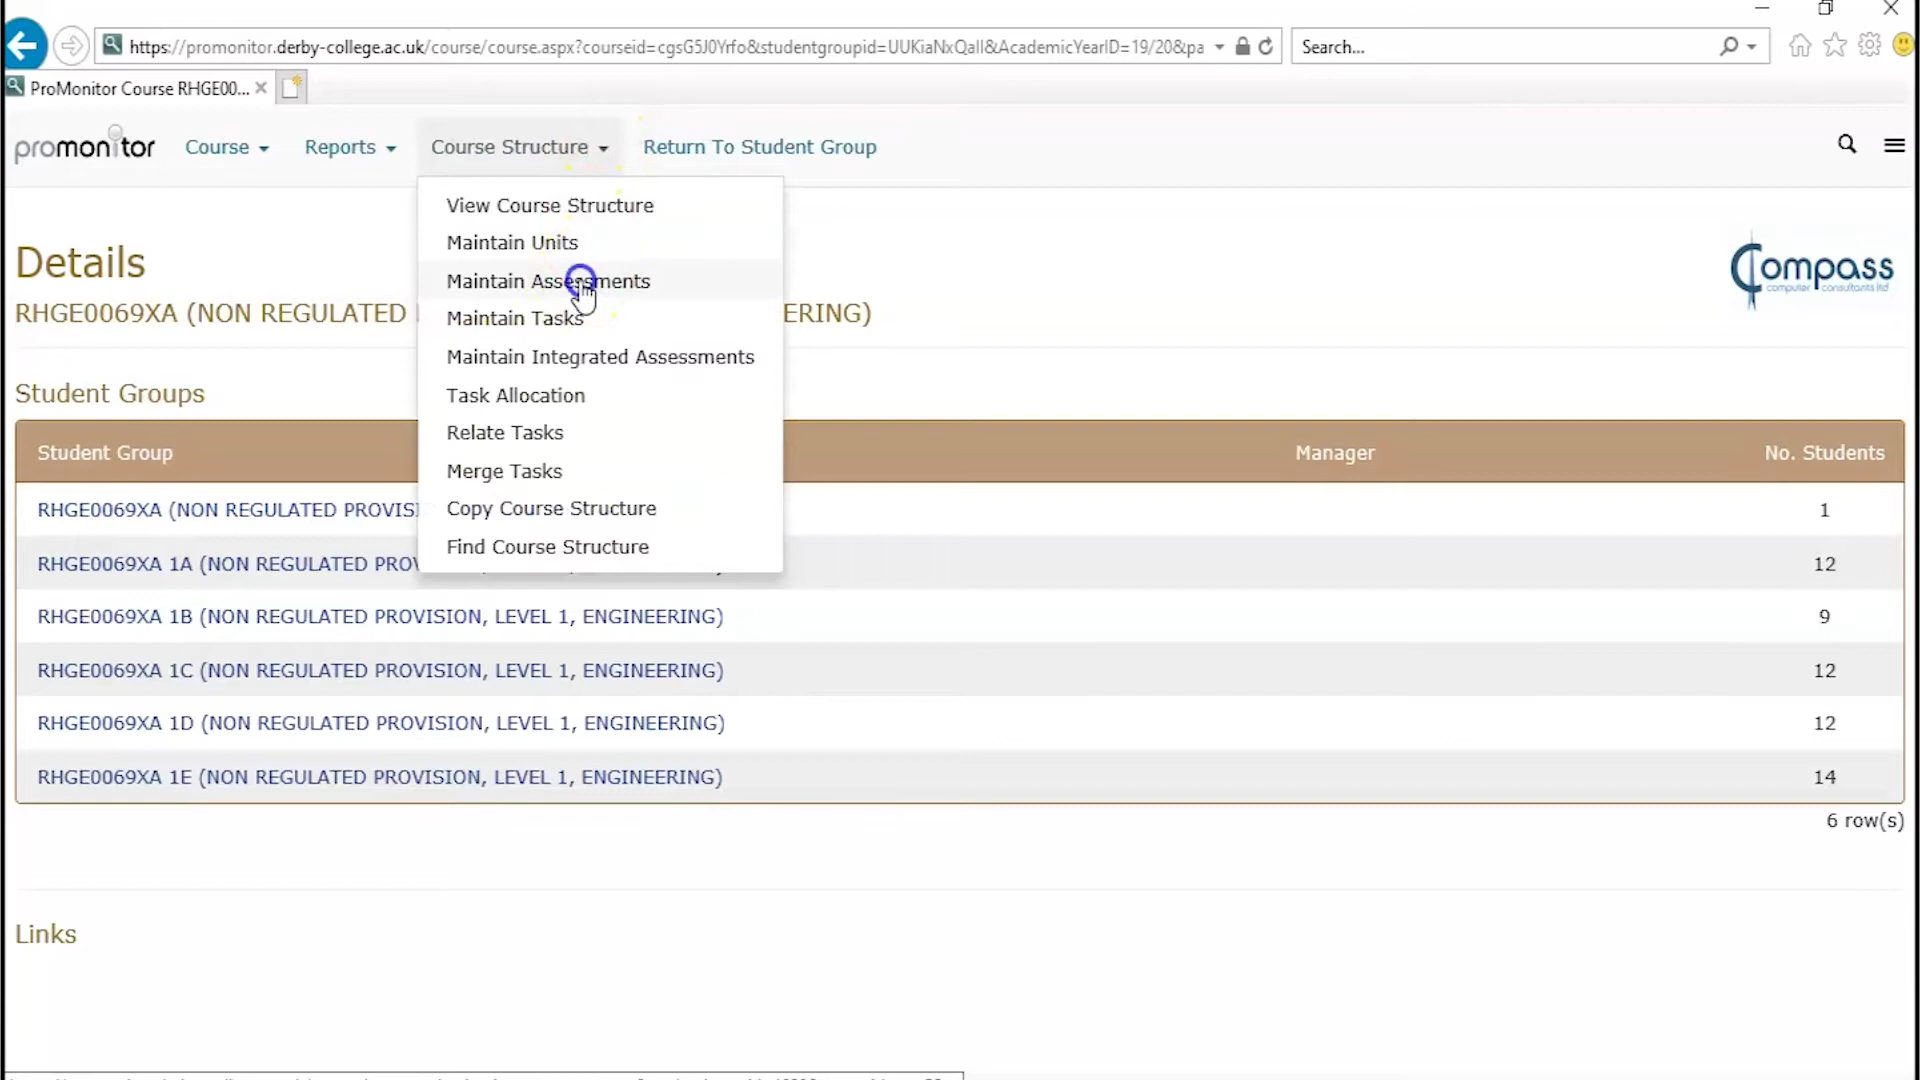 https://promonitor.derby-college.ac.uk/course/course.aspx?courseid=cgsG5J0Yrfo&studentgroupid=UUKiaNxQaII&AcademicYearID=19/20&pa
Search...
ProMonitor Course RHGE00...
promonitor Course Reports Course Structure Return To Student Group
View Course Structure
Maintain Units
Maintain Assessments
Maintain Tasks
Maintain Integrated Assessments
Task Allocation
Relate Tasks
Merge Tasks
Copy Course Structure
Find Course Structure
Details
Compass
computer consultants ltd
RHGE0069XA (NON REGULATED ERING)
Student Groups
Student Group Manager No. Students
RHGE0069XA (NON REGULATED PROVIS 1
RHGE0069XA 1A (NON REGULATED PROV 12
RHGE0069XA 1B (NON REGULATED PROVISION, LEVEL 1, ENGINEERING) 9
RHGE0069XA 1C (NON REGULATED PROVISION, LEVEL 1, ENGINEERING) 12
RHGE0069XA 1D (NON REGULATED PROVISION, LEVEL 1, ENGINEERING) 12
RHGE0069XA 1E (NON REGULATED PROVISION, LEVEL 1, ENGINEERING) 14
6 row(s)
Links